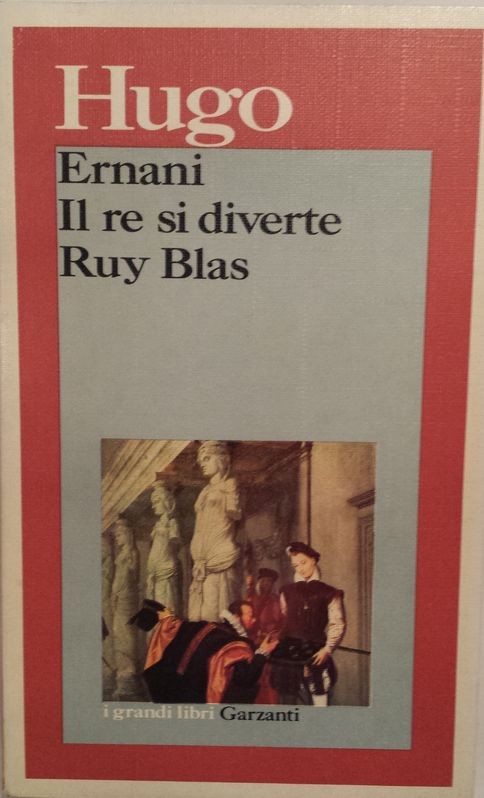 Hugo
Ernani
Il re si diverte
Ruy Blas
i grandi libri Garzanti